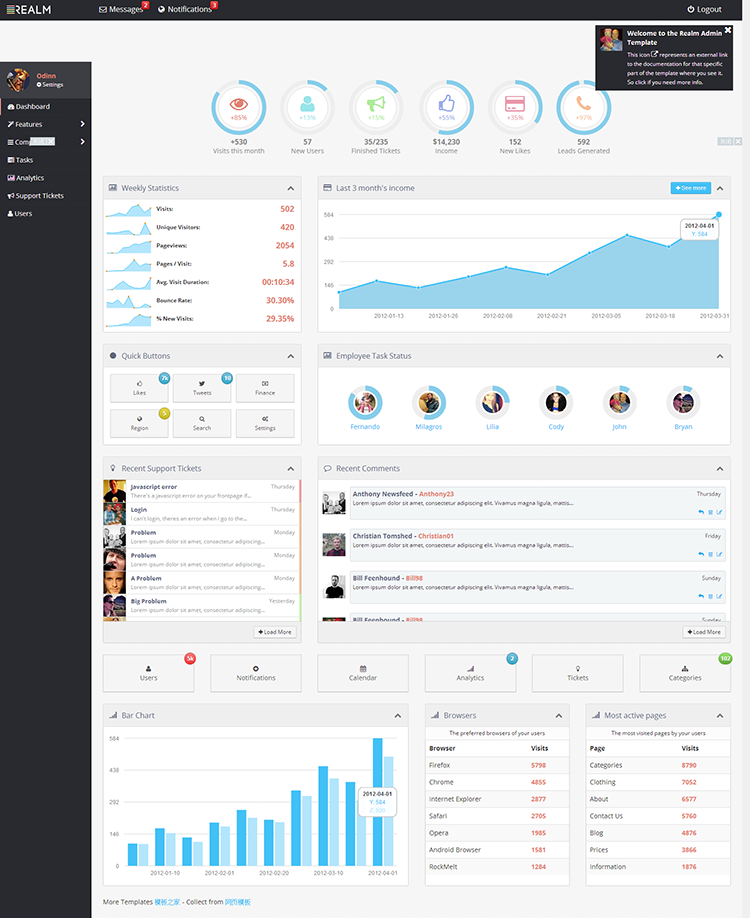 REALM
Messages 2
Notifications 3
Logout
Welcome to the Realm Admin
Template
This icon represents an external link
to the documentation for that specific
part of the template where you see it.
So click if you need more info.
Odinn
Settings
Dashboard
Features
Com
Tasks
Analytics
Support Tickets
Users
+85% +13% +15% +55% +35% +97%
+530 57 35/235 $14,230 152 592
Visits this month New Users Finished Tickets Income New Likes Leads Generated
Weekly Statistics
Visits: 502
Unique Visitors: 420
Pageviews: 2054
Pages / Visit: 5.8
Avg. Visit Duration: 00:10:34
Bounce Rate: 30.30%
% New Visits: 29.35%
Last 3 month's income
See more
584
438
292
146
0
2012-04-01
Y: 584
2012-01-13 2012-01-26 2012-02-08 2012-02-21 2012-03-05 2012-03-18 2012-03-31
Quick Buttons
7k 18
Likes Tweets Finance
5
Region Search Settings
Employee Task Status
Fernando Milagros Lilia Cody John Bryan
Recent Support Tickets
Javascript error Thursday
There's a javascript error on your frontpage if...
Login Thursday
I can't login, theres an error when I go to the...
Problem Monday
Lorem ipsum dolor sit amet, consectetur adipiscing...
Problem Monday
Lorem ipsum dolor sit amet, consectetur adipiscing...
A Problem Monday
Lorem ipsum dolor sit amet, consectetur adipiscing...
Big Problem Yesterday
Lorem ipsum dolor sit amet, consectetur adipiscing...
Load More
Recent Comments
Anthony Newsfeed - Anthony23 Thursday
Lorem ipsum dolor sit amet, consectetur adipiscing elit. Vivamus magna ligula, mattis...
Christian Tomshed - Christian01 Friday
Lorem ipsum dolor sit amet, consectetur adipiscing elit. Vivamus magna ligula, mattis...
Bill Feenhound - Bill98 Sunday
Lorem ipsum dolor sit amet, consectetur adipiscing elit. Vivamus magna ligula, mattis...
Bill Feenhound - Bill98 Sunday
Load More
5k 2 102
Users Notifications Calendar Analytics Tickets Categories
Bar Chart
584
438
292
146
0
2012-04-01
Y: 584
2012-01-10 2012-02-01 2012-02-20 2012-03-10 2012-04-01
Browsers
The preferred browsers of your users
Browser Visits
Firefox 5798
Chrome 4855
Internet Explorer 2877
Safari 2705
Opera 1985
Android Browser 1581
RockMelt 1284
Most active pages
The most visited pages by your users
Page Visits
Categories 8790
Clothing 7052
About 6577
Contact Us 5760
Blog 4876
Prices 3866
Information 1876
More Templates 模板之家 - Collect from 网页模板